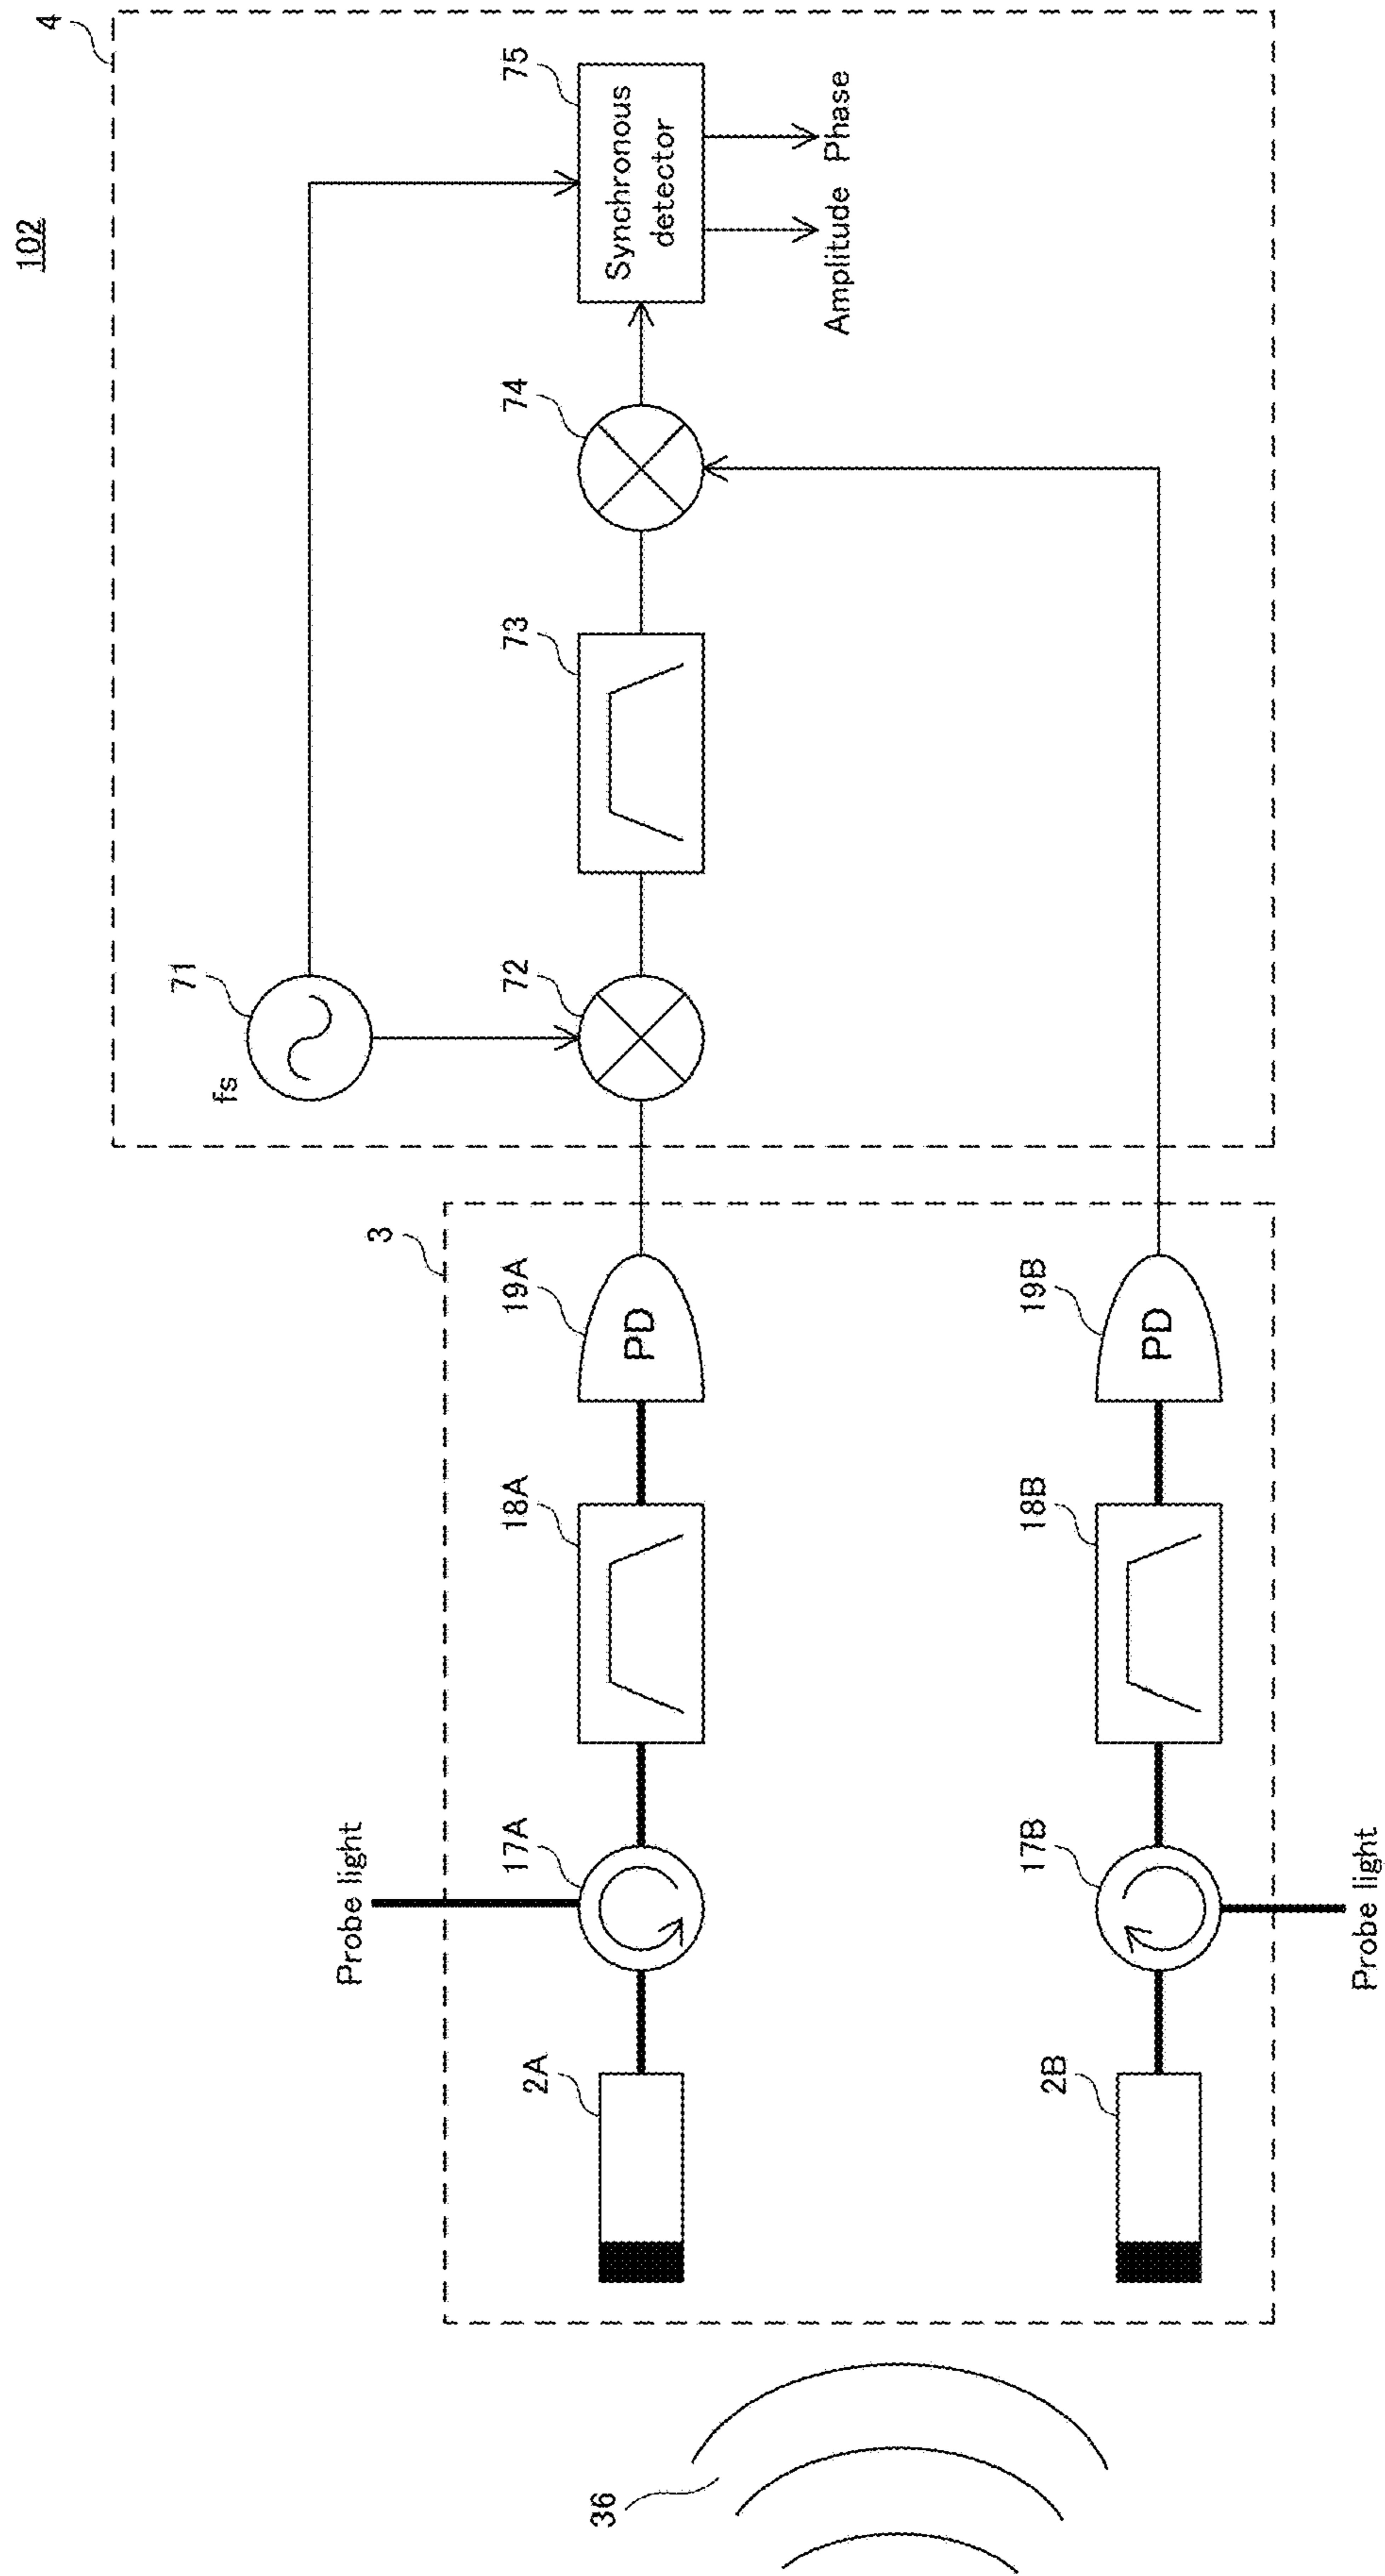 102
4
71
fs
75
Synchronous
detector
72
73
74
Amplitude
Phase
3
Probe light
2A
17A
18A
19A
PD
36
2B
17B
18B
19B
PD
Probe light